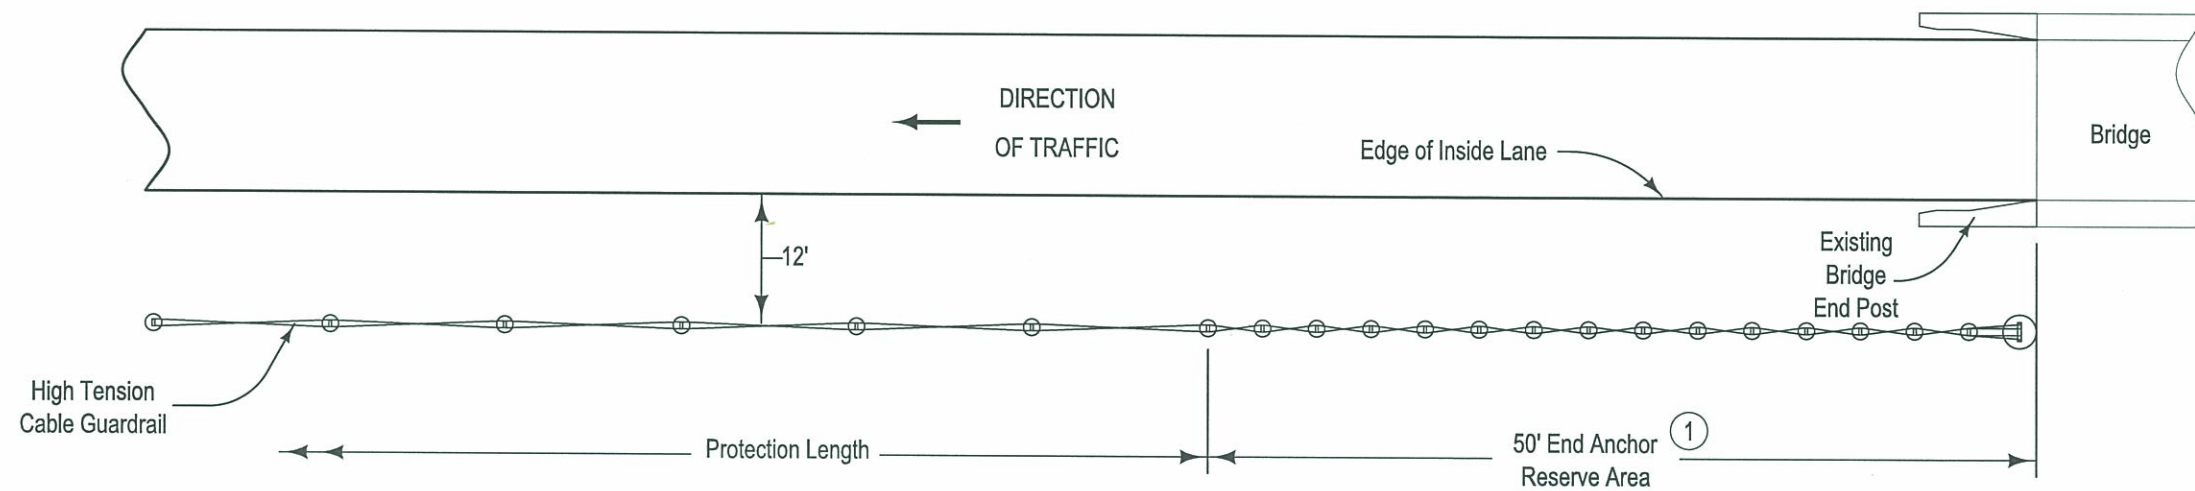 DIRECTION
OF TRAFFIC
Edge of Inside Lane
Bridge
12'
Existing
Bridge
End Post
High Tension
Cable Guardrail
Protection Length
50' End Anchor
Reserve Area
1